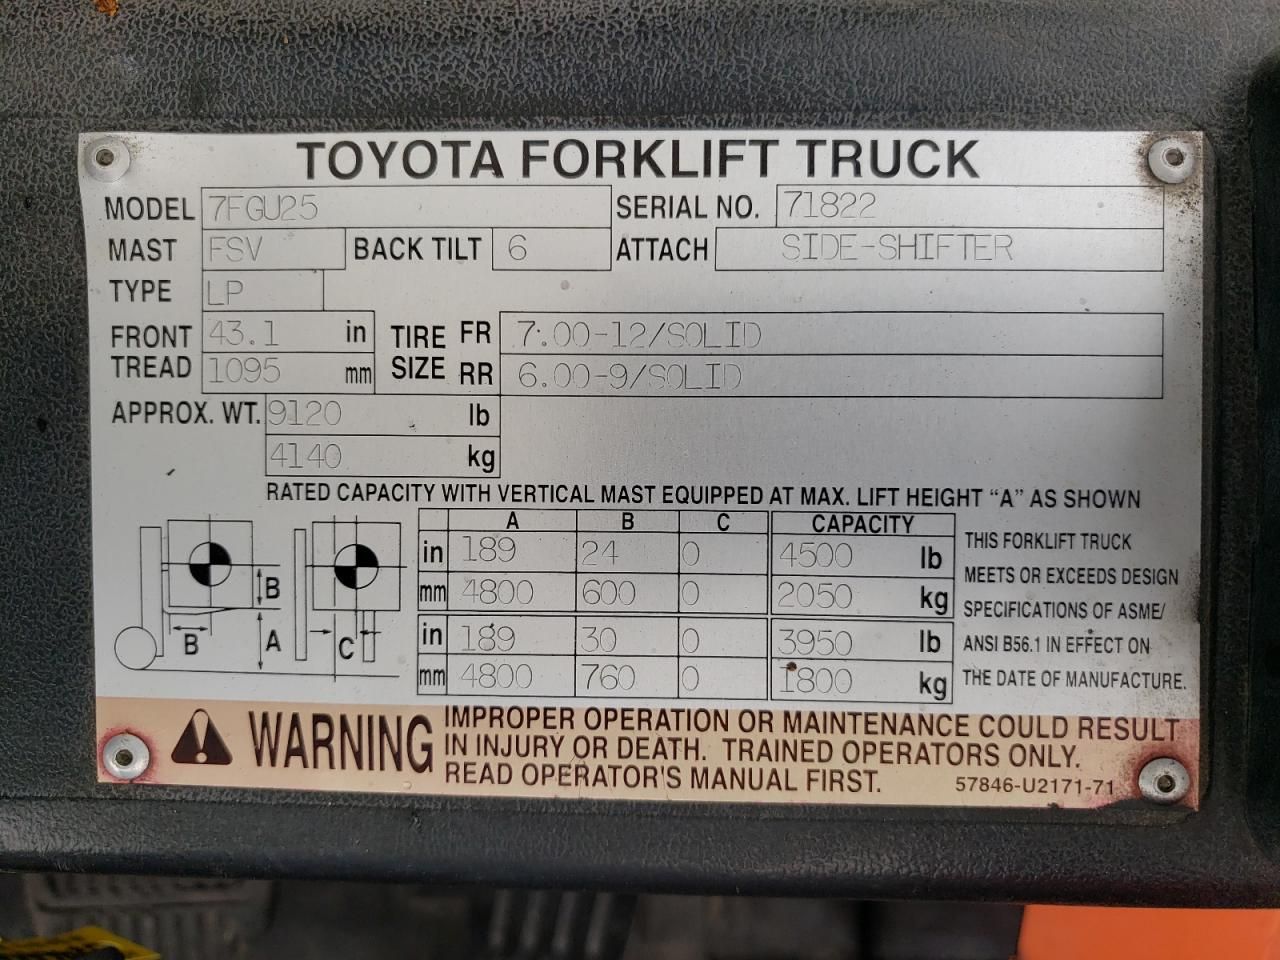 TOYOTA FORKLIFT TRUCK
MODEL 7FGU25 SERIAL NO. 71822
MAST FSV BACK TILT 6 ATTACH SIDE-SHIFTER
TYPE LP
FRONT TREAD 43.1 in TIRE SIZE FR 7.00-12/SOLID
1095 mm RR 6.00-9/SOLID
APPROX. WT. 9120 lb
4140 kg
RATED CAPACITY WITH VERTICAL MAST EQUIPPED AT MAX. LIFT HEIGHT "A" AS SHOWN
A B C CAPACITY
in 189 24 0 4500 lb
mm 4800 600 0 2050 kg
in 189 30 0 3950 lb
mm 4800 760 0 1800 kg
B
B A C
THIS FORKLIFT TRUCK
MEETS OR EXCEEDS DESIGN
SPECIFICATIONS OF ASME/
ANSI B56.1 IN EFFECT ON
THE DATE OF MANUFACTURE.
WARNING
IMPROPER OPERATION OR MAINTENANCE COULD RESULT
IN INJURY OR DEATH. TRAINED OPERATORS ONLY.
READ OPERATOR'S MANUAL FIRST.
57846-U2171-71